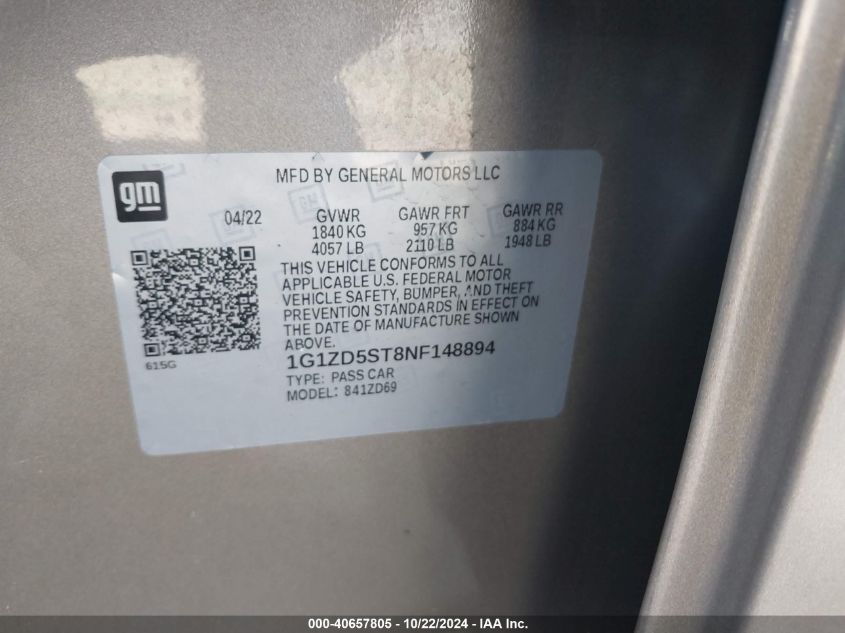 MFD BY GENERAL MOTORS LLC
gm
04/22 GVWR GAWR FRT GAWR RR
1840 KG 957 KG 884 KG
4057 LB 2110 LB 1948 LB
THIS VEHICLE CONFORMS TO ALL
APPLICABLE U.S. FEDERAL MOTOR
VEHICLE SAFETY, BUMPER, AND THEFT
PREVENTION STANDARDS IN EFFECT ON
THE DATE OF MANUFACTURE SHOWN
ABOVE.
615G
1G1ZD5ST8NF148894
TYPE: PASS CAR
MODEL: 841ZD69
000-40657805 - 10/22/2024 - IAA Inc.